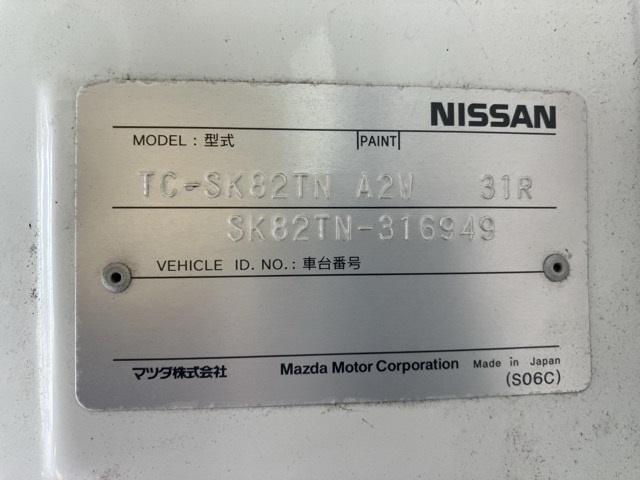 NISSAN
MODEL : 型式 PAINT
TC-SK82TN A2W 31R
SK82TN-316949
VEHICLE ID. NO. : 車台番号
マツダ株式会社 Mazda Motor Corporation Made in Japan
(S06C)